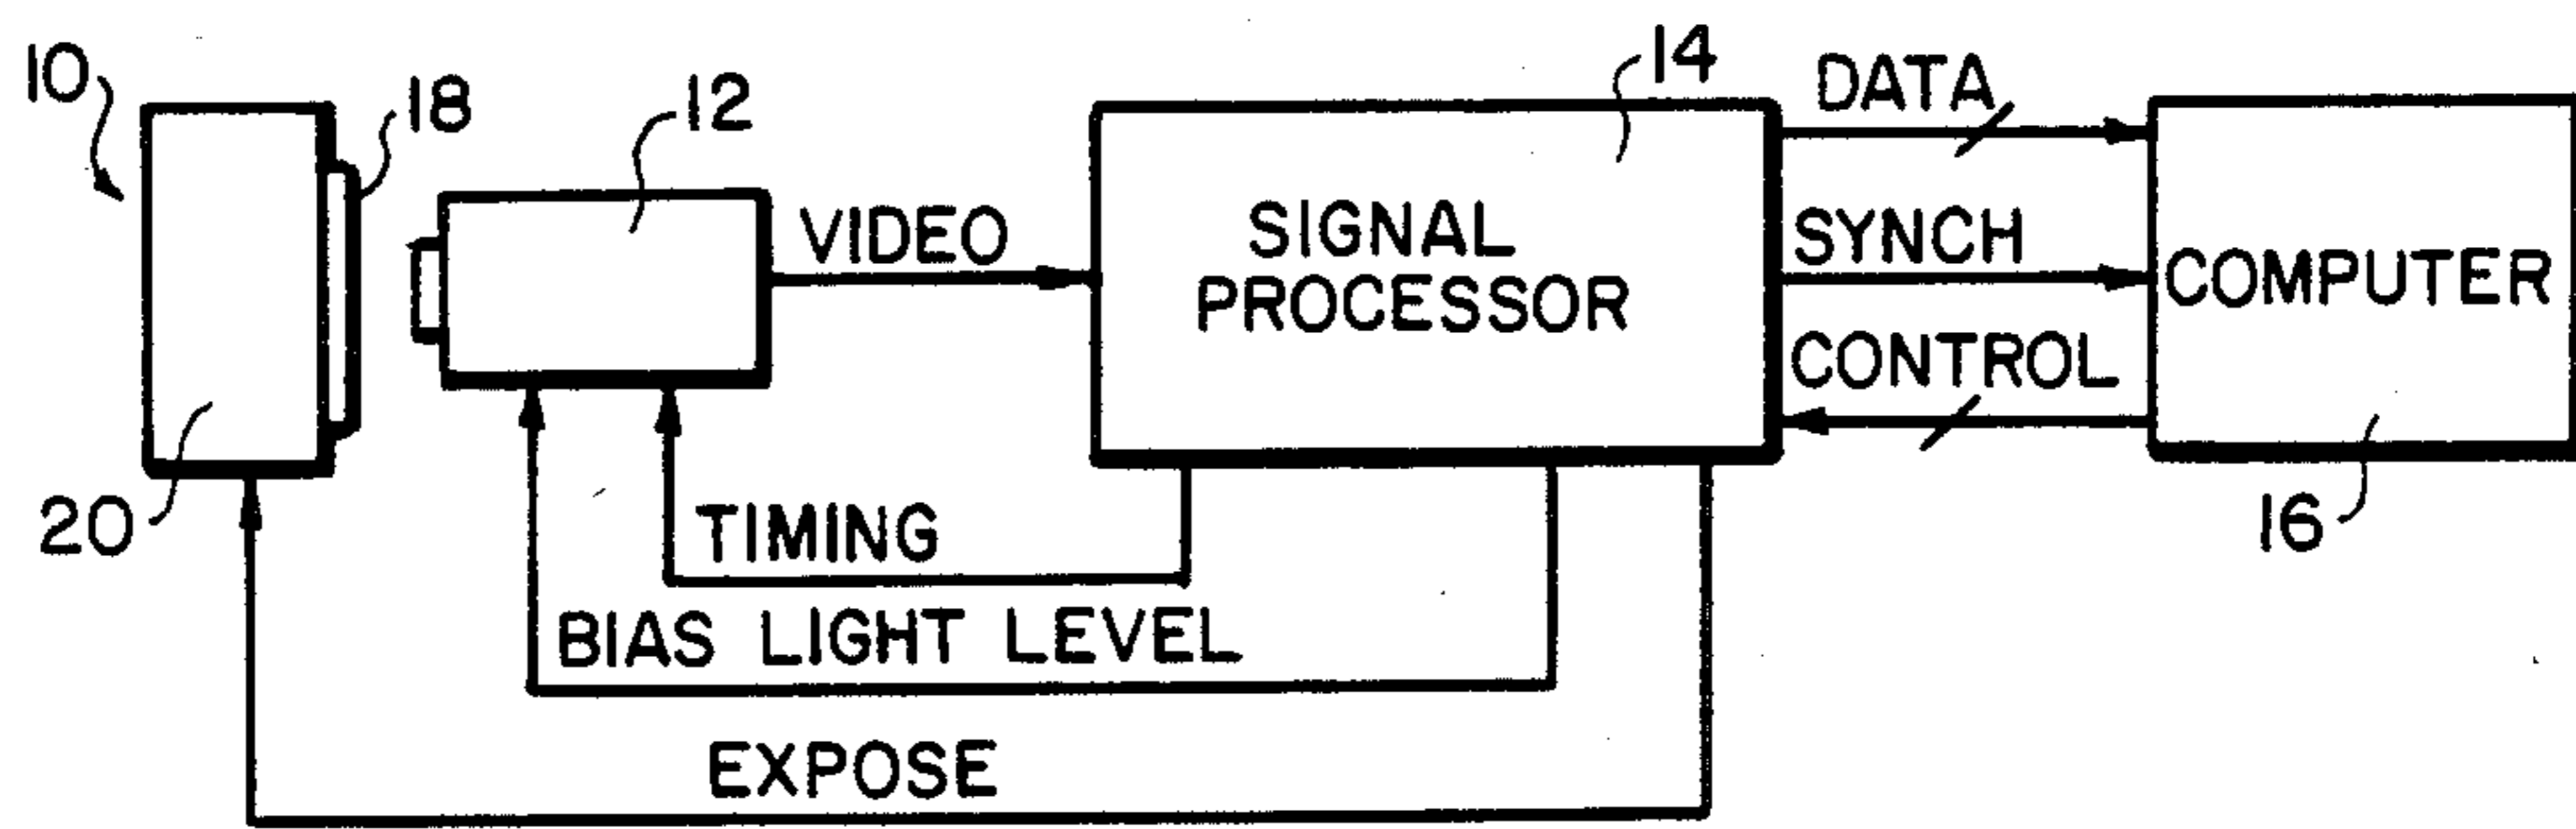 10
18
12
14
DATA
VIDEO
SIGNAL
PROCESSOR
SYNCH
COMPUTER
CONTROL
20
TIMING
16
BIAS LIGHT LEVEL
EXPOSE